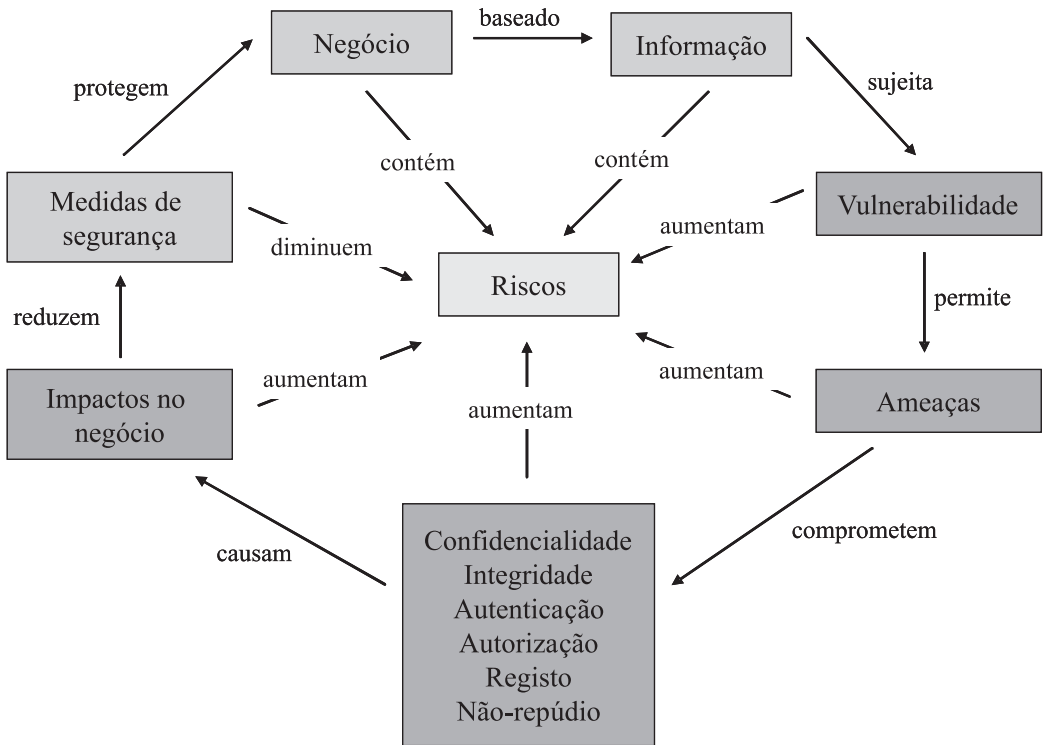 baseado
Negócio
Informação
protegem
sujeita
contém
contém
Medidas de
segurança
Vulnerabilidade
diminuem
aumentam
Riscos
reduzem
permite
Impactos no
negócio
aumentam
aumentam
aumentam
Ameaças
Confidencialidade
Integridade
Autenticação
Autorização
Registo
Não-repúdio
causam
comprometem